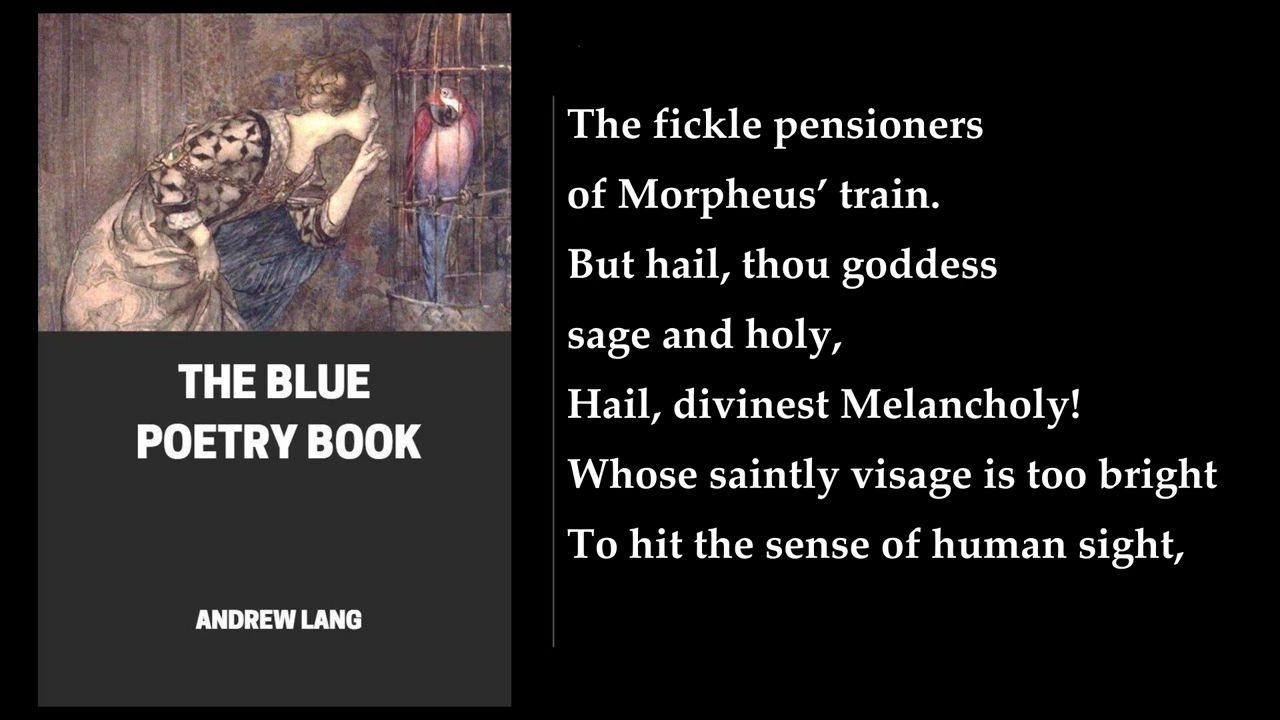 THE BLUE
POETRY BOOK
ANDREW LANG
The fickle pensioners
of Morpheus’ train.
But hail, thou goddess
sage and holy,
Hail, divinest Melancholy!
Whose saintly visage is too bright
To hit the sense of human sight,